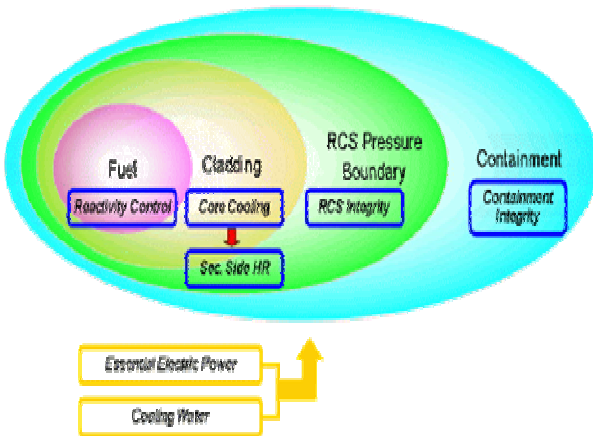 Fuel
Cladding
RCS Pressure
Boundary
Containment
Reactivity Control
Core Cooling
RCS Integrity
Containment
Integrity
Sec. Side HR
Essential Electric Power
Cooling Water